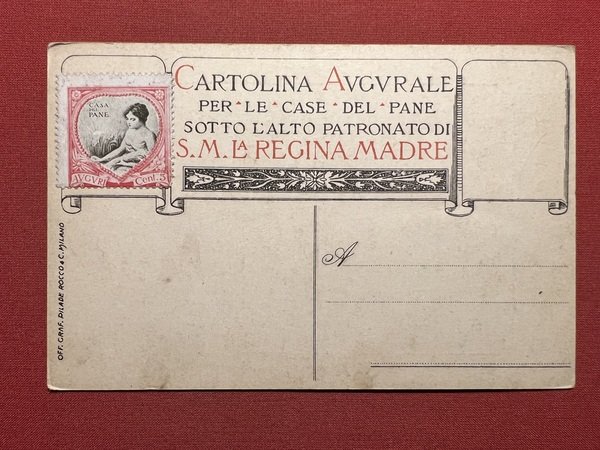 CASA
DEL
PANE
AVGVRI Cent. 5
CARTOLINA AVGVRALE
PER LE CASE DEL PANE
SOTTO L'ALTO PATRONATO DI
S.M. LA REGINA MADRE
A
OFF. GRAF. PILADE ROCCO & C. MILANO